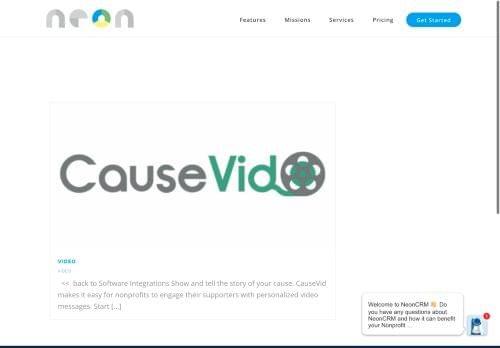 neon
Features Missions Services Pricing Get Started
CauseVid
VIDEO
VIDEO
<< back to Software Integrations Show and tell the story of your cause. CauseVid
makes it easy for nonprofits to engage their supporters with personalized video
messages. Start [...]
Welcome to NeonCRM 👋 Do
you have any questions about
NeonCRM and how it can benefit
your Nonprofit ...
1